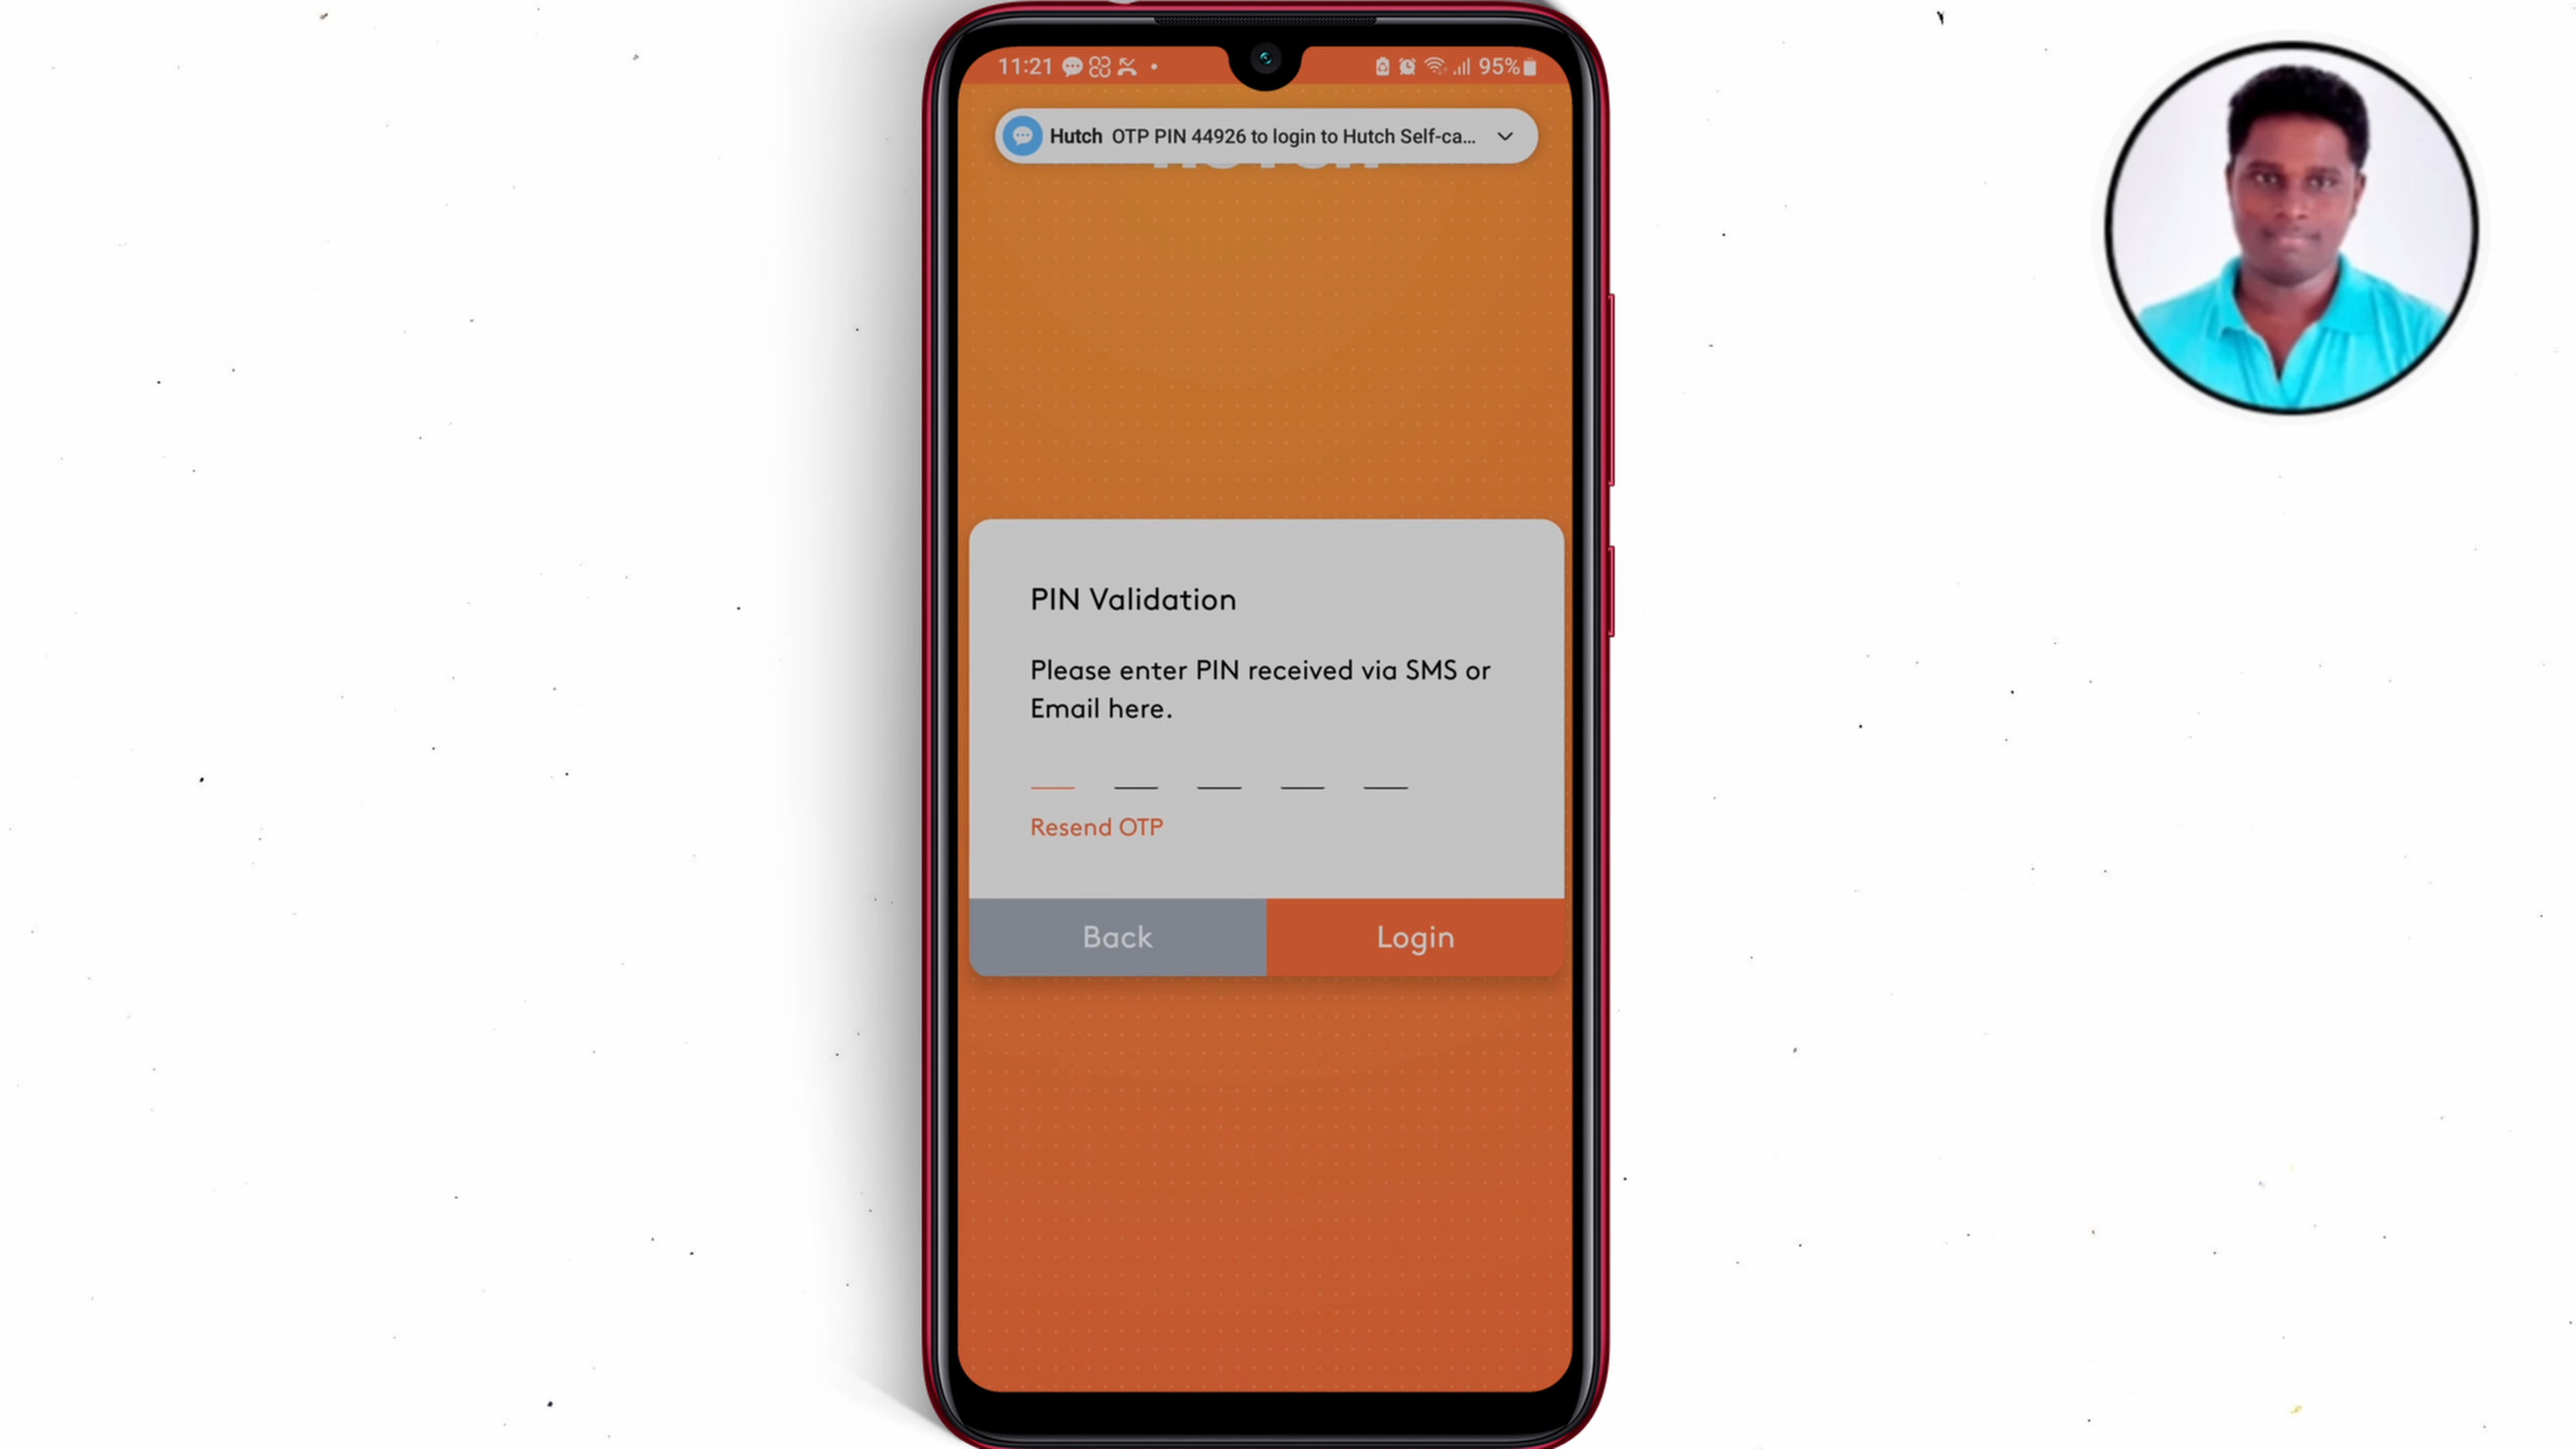 11:21
95%
Hutch OTP PIN 44926 to login to Hutch Self-ca...
PIN Validation
Please enter PIN received via SMS or
Email here.
Resend OTP
Back Login